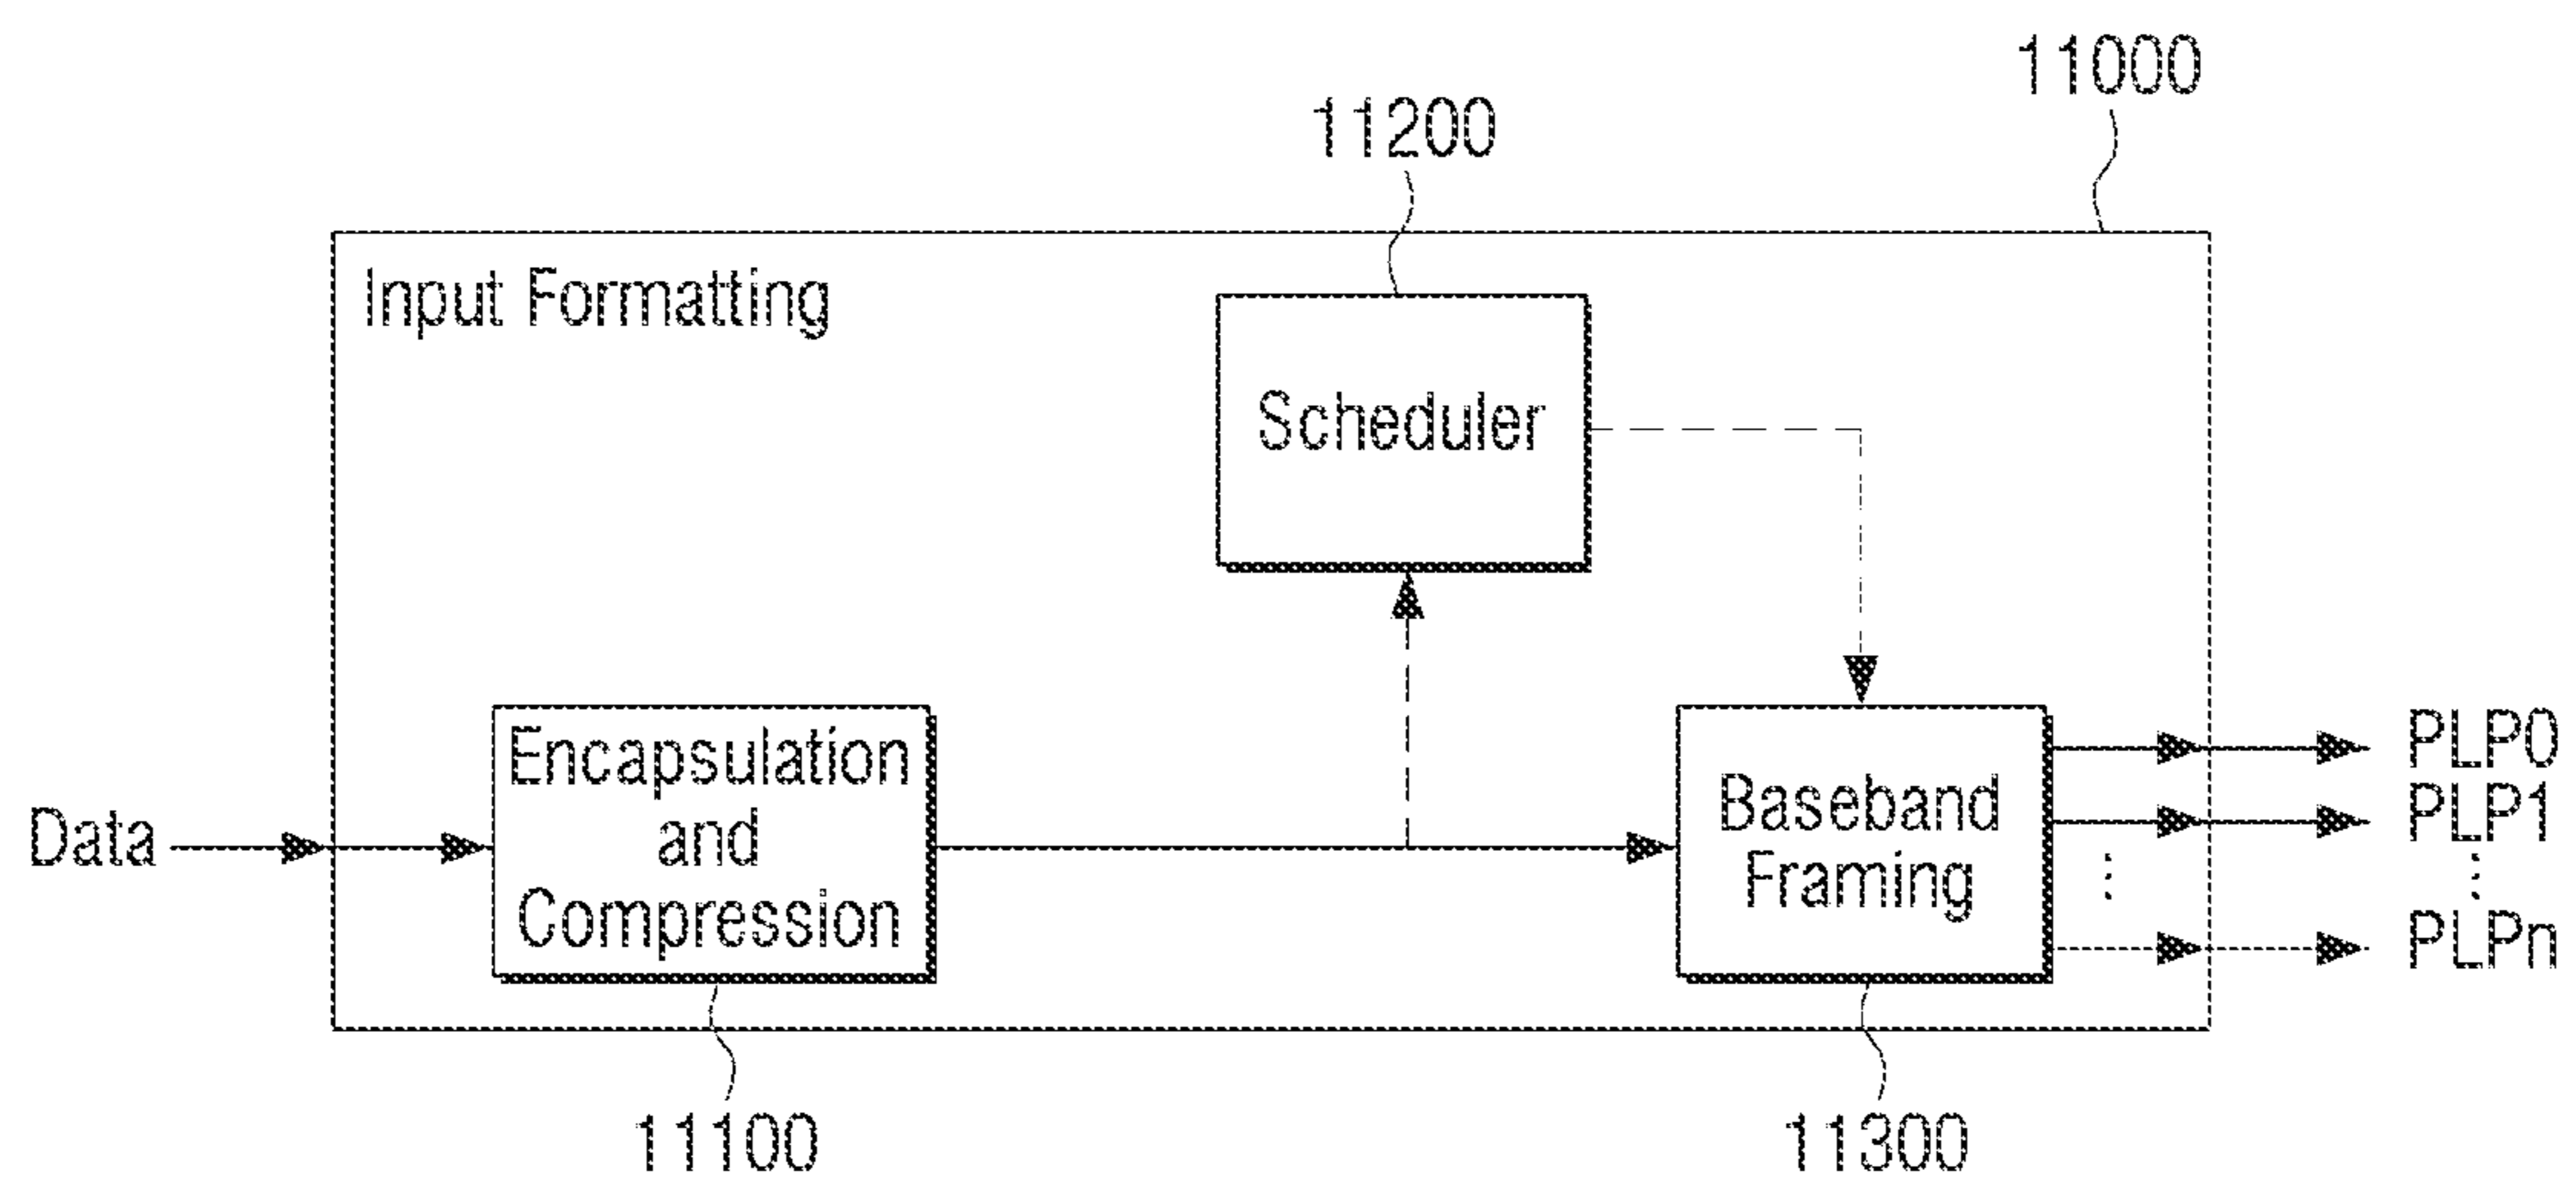 11000
11200
Input Formatting
Scheduler
Encapsulation
and
Compression
Data
Baseband
Framing
PLP0
PLP1
PLPn
11100
11300